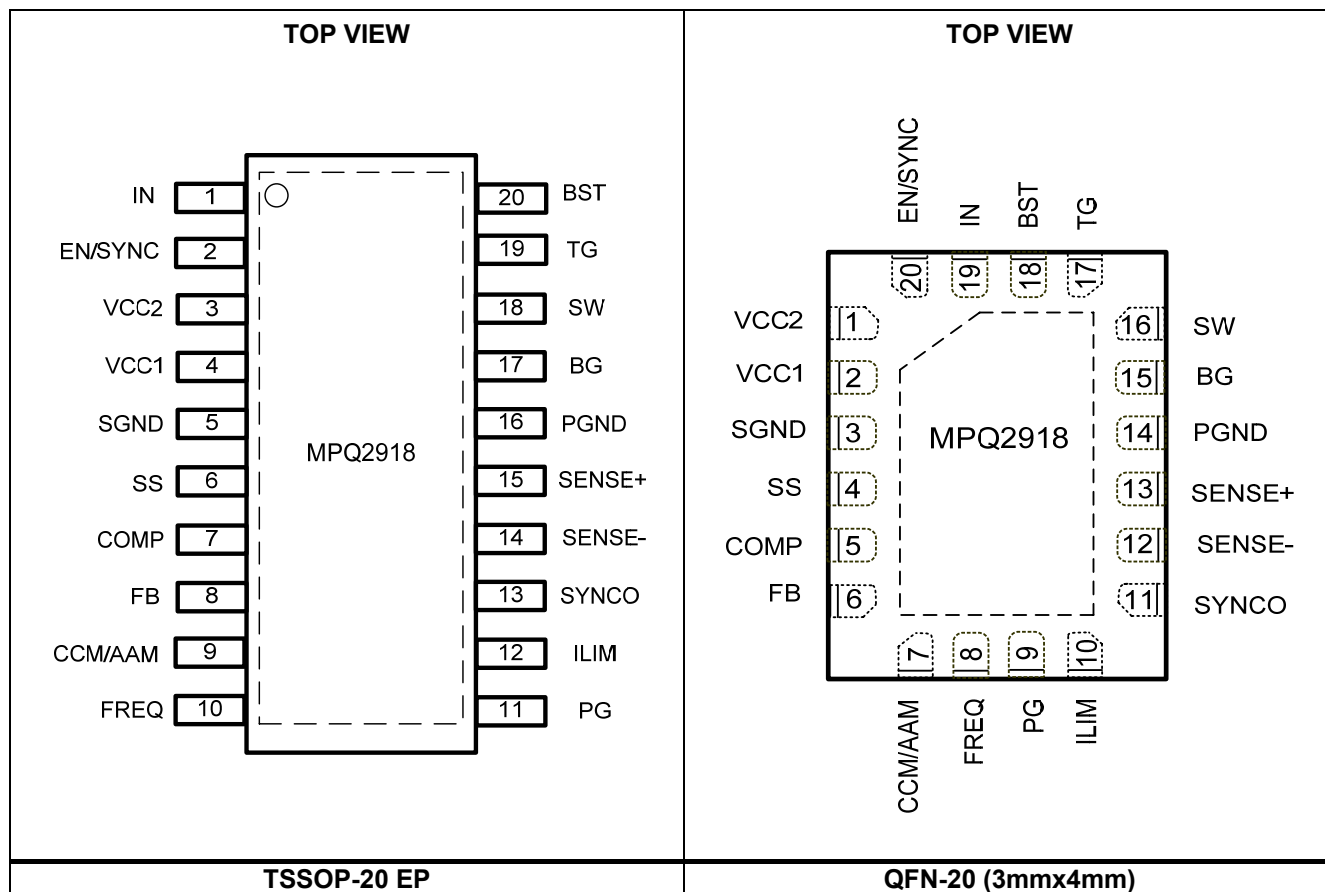 TOP VIEW
IN 1
EN/SYNC 2
VCC2 3
VCC1 4
SGND 5
SS 6
COMP 7
FB 8
CCM/AAM 9
FREQ 10
20 BST
19 TG
18 SW
17 BG
16 PGND
15 SENSE+
14 SENSE-
13 SYNCO
12 ILIM
11 PG
MPQ2918
TSSOP-20 EP
TOP VIEW
EN/SYNC 20
IN 19
BST 18
TG 17
VCC2 1
VCC1 2
SGND 3
SS 4
COMP 5
FB 6
16 SW
15 BG
14 PGND
13 SENSE+
12 SENSE-
11 SYNCO
MPQ2918
7 CCM/AAM
8 FREQ
9 PG
10 ILIM
QFN-20 (3mmx4mm)